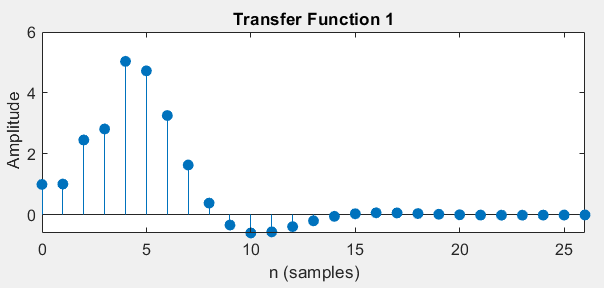 Transfer Function 1
6
4
2
0
Amplitude
0 5 10 15 20 25
n (samples)